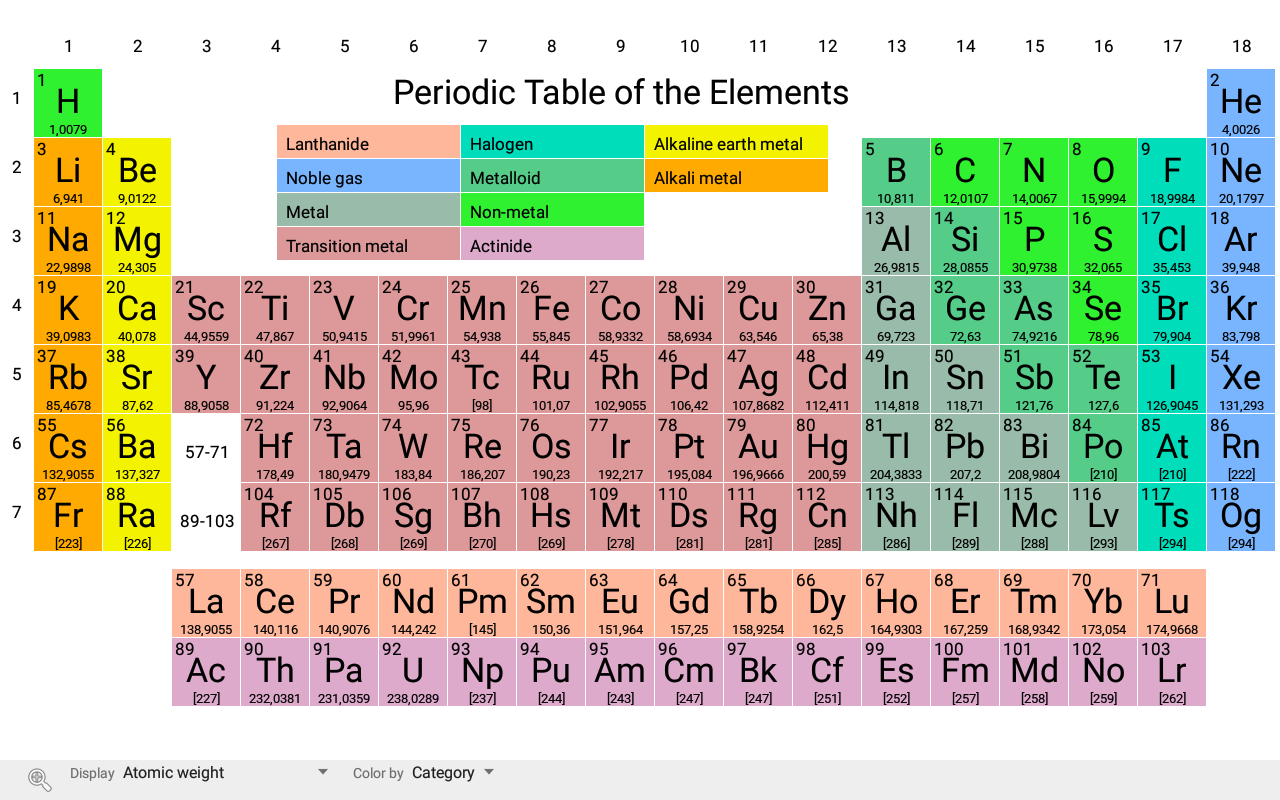 1 2 3 4 5 6 7 8 9 10 11 12 13 14 15 16 17 18
Periodic Table of the Elements
Lanthanide Halogen Alkaline earth metal
Noble gas Metalloid Alkali metal
Metal Non-metal
Transition metal Actinide
1 2
1 H He
1,0079 4,0026
3 4 5 6 7 8 9 10
2 Li Be B C N O F Ne
6,941 9,0122 10,811 12,0107 14,0067 15,9994 18,9984 20,1797
11 12 13 14 15 16 17 18
3 Na Mg Al Si P S Cl Ar
22,9898 24,305 26,9815 28,0855 30,9738 32,065 35,453 39,948
19 20 21 22 23 24 25 26 27 28 29 30 31 32 33 34 35 36
4 K Ca Sc Ti V Cr Mn Fe Co Ni Cu Zn Ga Ge As Se Br Kr
39,0983 40,078 44,9559 47,867 50,9415 51,9961 54,938 55,845 58,9332 58,6934 63,546 65,38 69,723 72,63 74,9216 78,96 79,904 83,798
37 38 39 40 41 42 43 44 45 46 47 48 49 50 51 52 53 54
5 Rb Sr Y Zr Nb Mo Tc Ru Rh Pd Ag Cd In Sn Sb Te I Xe
85,4678 87,62 88,9058 91,224 92,9064 95,96 [98] 101,07 102,9055 106,42 107,8682 112,411 114,818 118,71 121,76 127,6 126,9045 131,293
55 56 72 73 74 75 76 77 78 79 80 81 82 83 84 85 86
6 Cs Ba 57-71 Hf Ta W Re Os Ir Pt Au Hg Tl Pb Bi Po At Rn
132,9055 137,327 178,49 180,9479 183,84 186,207 190,23 192,217 195,084 196,9666 200,59 204,3833 207,2 208,9804 [210] [210] [222]
87 88 104 105 106 107 108 109 110 111 112 113 114 115 116 117 118
7 Fr Ra 89-103 Rf Db Sg Bh Hs Mt Ds Rg Cn Nh Fl Mc Lv Ts Og
[223] [226] [267] [268] [269] [270] [269] [278] [281] [281] [285] [286] [289] [288] [293] [294] [294]
57 58 59 60 61 62 63 64 65 66 67 68 69 70 71
La Ce Pr Nd Pm Sm Eu Gd Tb Dy Ho Er Tm Yb Lu
138,9055 140,116 140,9076 144,242 [145] 150,36 151,964 157,25 158,9254 162,5 164,9303 167,259 168,9342 173,054 174,9668
89 90 91 92 93 94 95 96 97 98 99 100 101 102 103
Ac Th Pa U Np Pu Am Cm Bk Cf Es Fm Md No Lr
[227] 232,0381 231,0359 238,0289 [237] [244] [243] [247] [247] [251] [252] [257] [258] [259] [262]
Display Atomic weight Color by Category